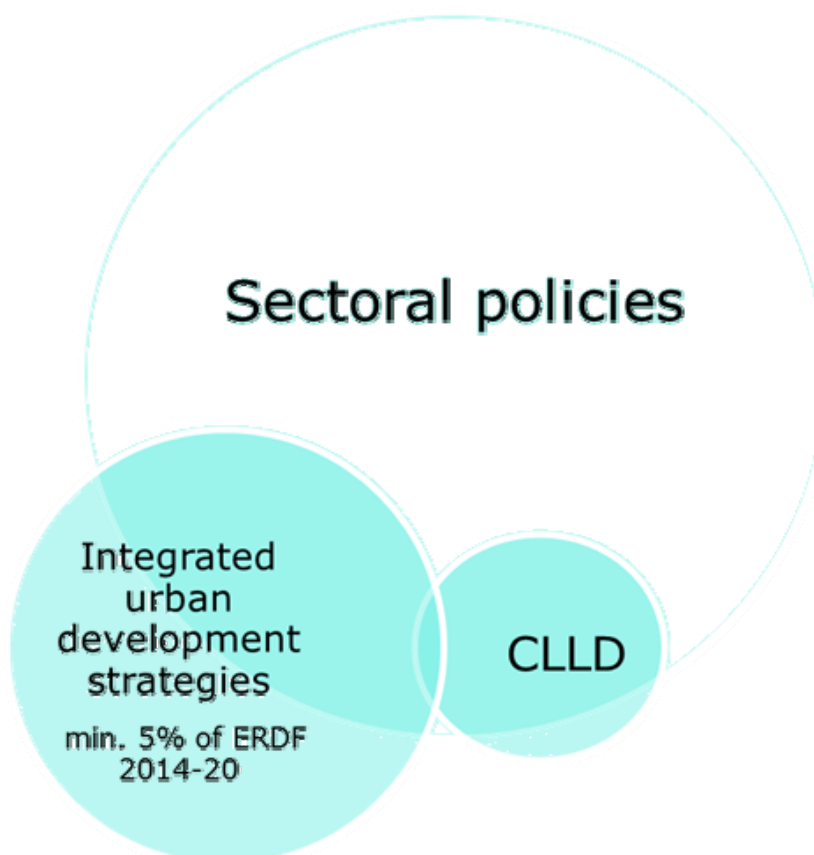 Sectoral policies
Integrated
urban
development
strategies
min. 5% of ERDF
2014-20
CLLD